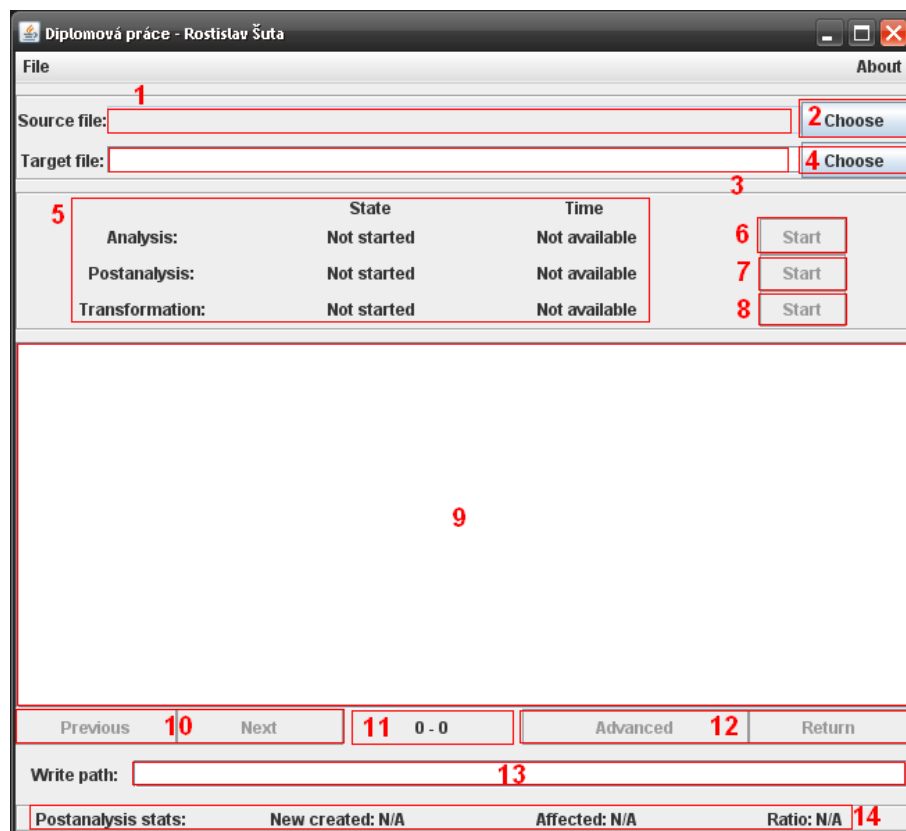 Diplomová práce - Rostislav Šuta
File About
1
Source file: 2 Choose
Target file: 4 Choose
3
5 State Time
Analysis: Not started Not available 6 Start
Postanalysis: Not started Not available 7 Start
Transformation: Not started Not available 8 Start
9
Previous 10 Next 11 0 - 0 Advanced 12 Return
Write path: 13
Postanalysis stats: New created: N/A Affected: N/A Ratio: N/A 14